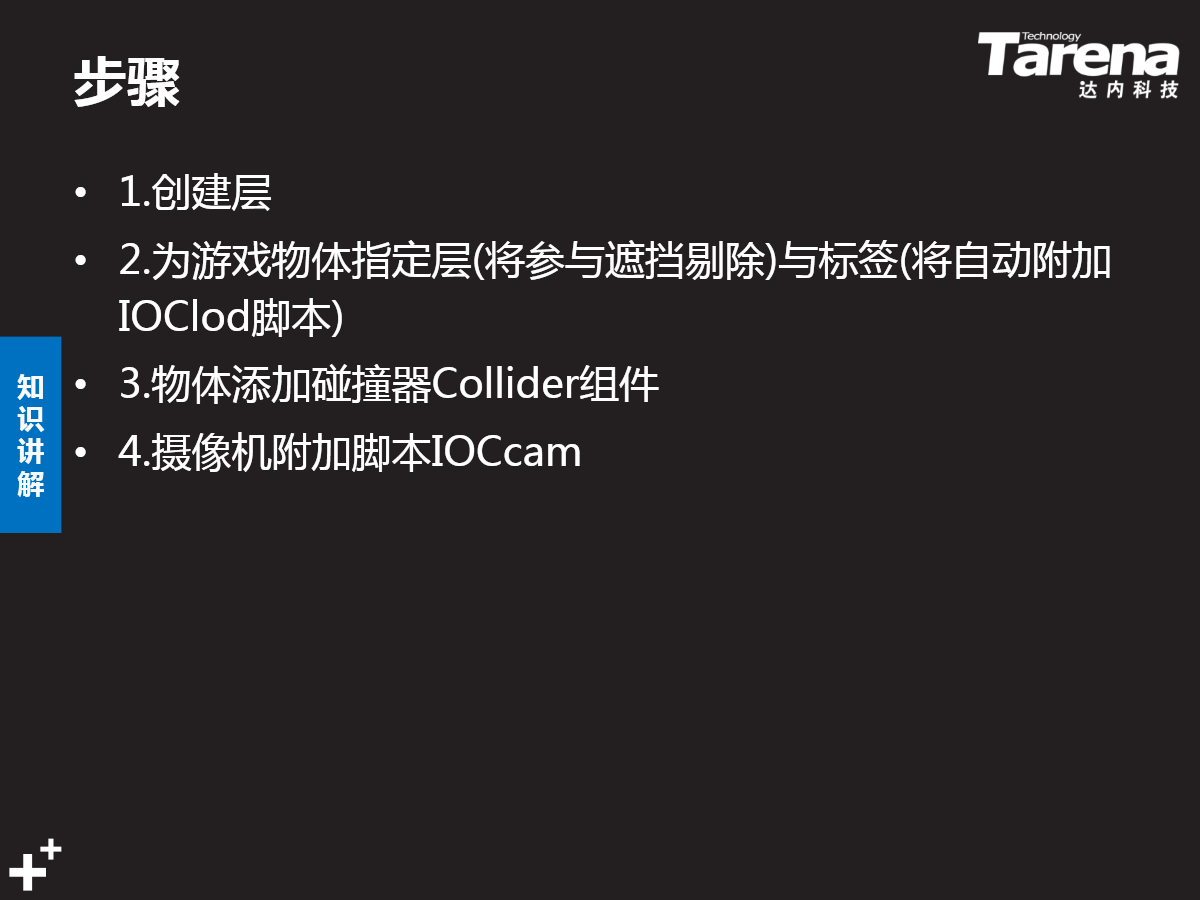 步骤
Technology
Tarena
达内科技
• 1.创建层
• 2.为游戏物体指定层(将参与遮挡剔除)与标签(将自动附加
IOClod脚本)
• 3.物体添加碰撞器Collider组件
• 4.摄像机附加脚本IOCcam
知
识
讲
解